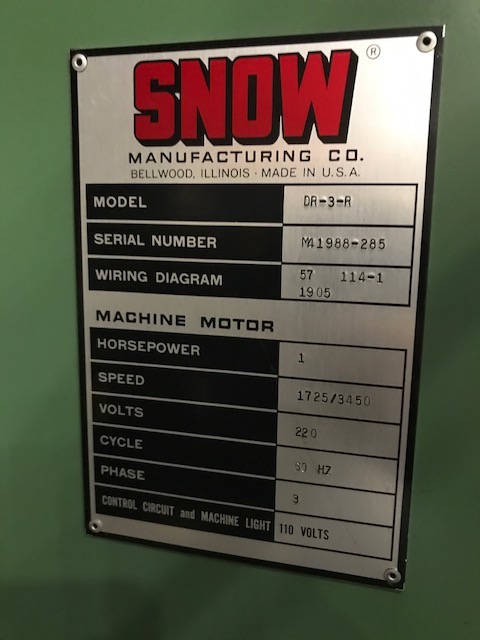 SNOW ®
MANUFACTURING CO.
BELLWOOD, ILLINOIS · MADE IN U.S.A.
MODEL DR-3-R
SERIAL NUMBER M41988-285
WIRING DIAGRAM 57 114-1
1905
MACHINE MOTOR
HORSEPOWER 1
SPEED 1725/3450
VOLTS 220
CYCLE 60 HZ
PHASE 3
CONTROL CIRCUIT and MACHINE LIGHT 110 VOLTS